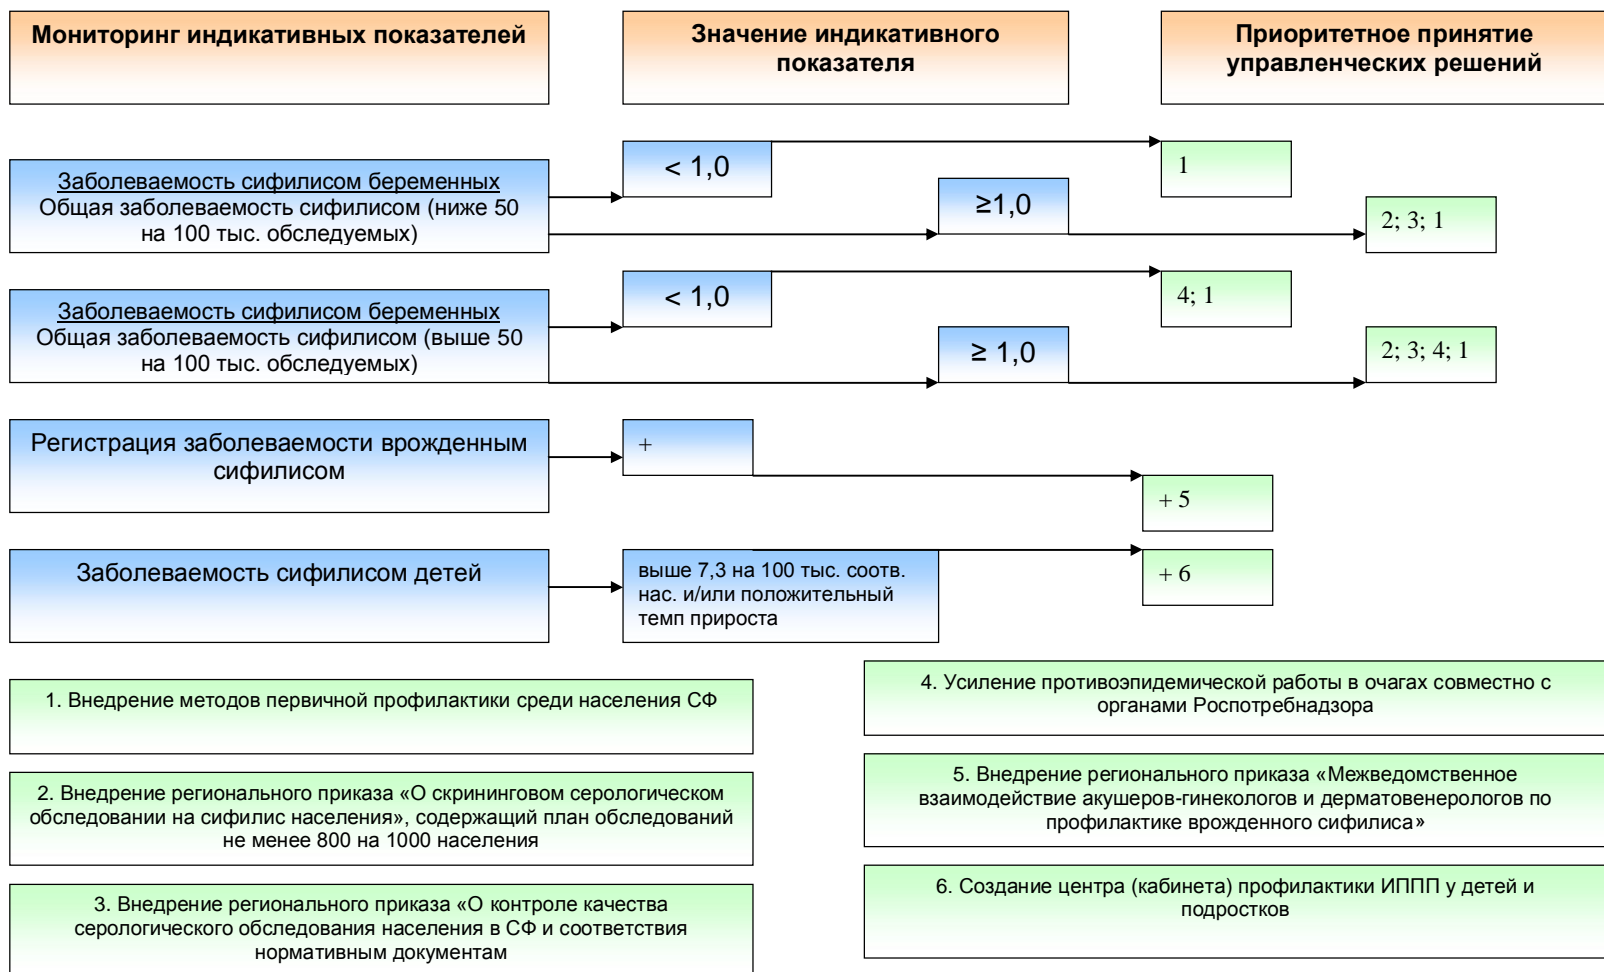 Мониторинг индикативных показателей
Значение индикативного
показателя
Приоритетное принятие
управленческих решений
Заболеваемость сифилисом беременных
Общая заболеваемость сифилисом (ниже 50
на 100 тыс. обследуемых)
< 1,0
≥1,0
1
2; 3; 1
Заболеваемость сифилисом беременных
Общая заболеваемость сифилисом (выше 50
на 100 тыс. обследуемых)
< 1,0
≥ 1,0
4; 1
2; 3; 4; 1
Регистрация заболеваемости врожденным
сифилисом
+
+ 5
Заболеваемость сифилисом детей
выше 7,3 на 100 тыс. соотв.
нас. и/или положительный
темп прироста
+ 6
1. Внедрение методов первичной профилактики среди населения СФ
2. Внедрение регионального приказа «О скрининговом серологическом
обследовании на сифилис населения», содержащий план обследований
не менее 800 на 1000 населения
3. Внедрение регионального приказа «О контроле качества
серологического обследования населения в СФ и соответствия
нормативным документам
4. Усиление противоэпидемической работы в очагах совместно с
органами Роспотребнадзора
5. Внедрение регионального приказа «Межведомственное
взаимодействие акушеров-гинекологов и дерматовенерологов по
профилактике врожденного сифилиса»
6. Создание центра (кабинета) профилактики ИППП у детей и
подростков